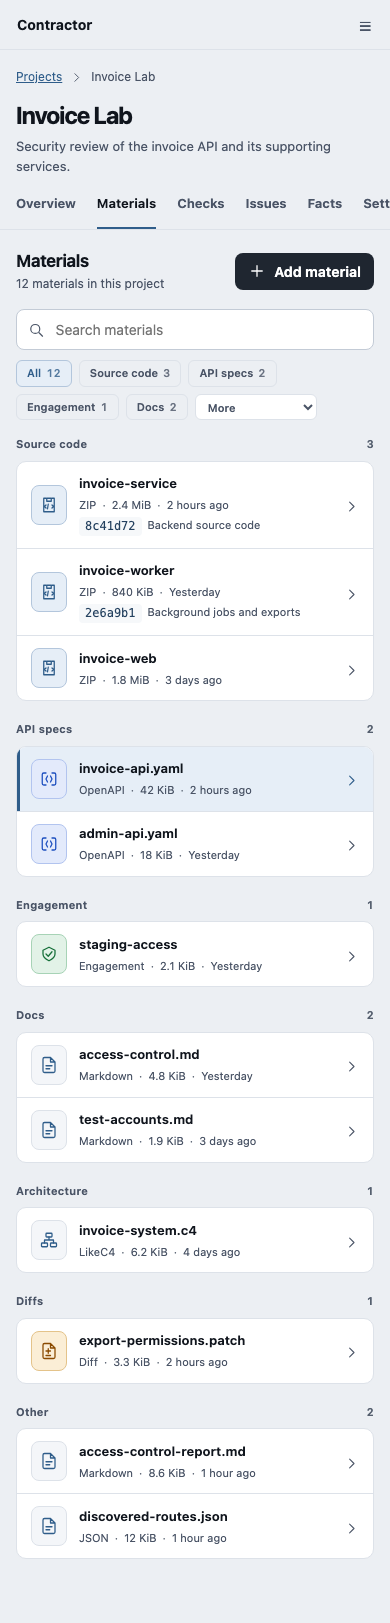 Contractor
Projects > Invoice Lab
Invoice Lab
Security review of the invoice API and its supporting
services.
Overview Materials Checks Issues Facts Sett
Materials
12 materials in this project
+ Add material
Search materials
All 12 Source code 3 API specs 2
Engagement 1 Docs 2 More
Source code 3
invoice-service
ZIP · 2.4 MiB · 2 hours ago
8c41d72 Backend source code
invoice-worker
ZIP · 840 KiB · Yesterday
2e6a9b1 Background jobs and exports
invoice-web
ZIP · 1.8 MiB · 3 days ago
API specs 2
invoice-api.yaml
OpenAPI · 42 KiB · 2 hours ago
admin-api.yaml
OpenAPI · 18 KiB · Yesterday
Engagement 1
staging-access
Engagement · 2.1 KiB · Yesterday
Docs 2
access-control.md
Markdown · 4.8 KiB · Yesterday
test-accounts.md
Markdown · 1.9 KiB · 3 days ago
Architecture 1
invoice-system.c4
LikeC4 · 6.2 KiB · 4 days ago
Diffs 1
export-permissions.patch
Diff · 3.3 KiB · 2 hours ago
Other 2
access-control-report.md
Markdown · 8.6 KiB · 1 hour ago
discovered-routes.json
JSON · 12 KiB · 1 hour ago